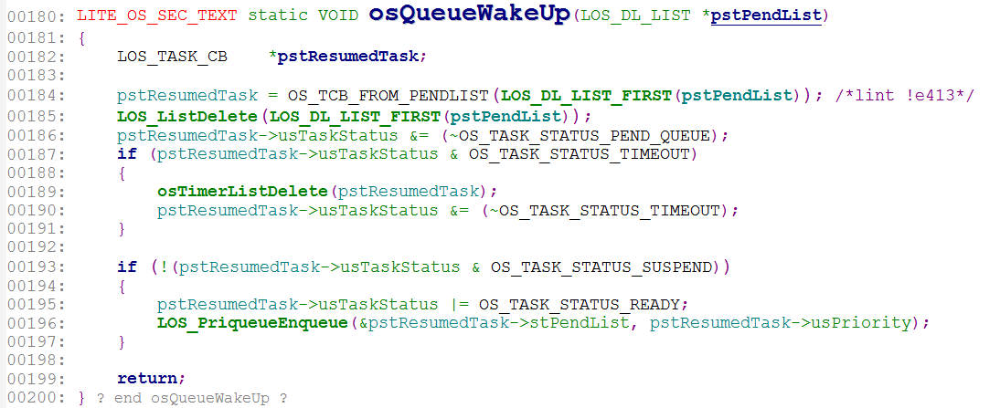 00180: LITE_OS_SEC_TEXT static VOID osQueueWakeUp(LOS_DL_LIST *pstPendList)
00181: {
00182:     LOS_TASK_CB    *pstResumedTask;
00183:
00184:     pstResumedTask = OS_TCB_FROM_PENDLIST(LOS_DL_LIST_FIRST(pstPendList)); /*lint !e413*/
00185:     LOS_ListDelete(LOS_DL_LIST_FIRST(pstPendList));
00186:     pstResumedTask->usTaskStatus &= (~OS_TASK_STATUS_PEND_QUEUE);
00187:     if (pstResumedTask->usTaskStatus & OS_TASK_STATUS_TIMEOUT)
00188:     {
00189:         osTimerListDelete(pstResumedTask);
00190:         pstResumedTask->usTaskStatus &= (~OS_TASK_STATUS_TIMEOUT);
00191:     }
00192:
00193:     if (!(pstResumedTask->usTaskStatus & OS_TASK_STATUS_SUSPEND))
00194:     {
00195:         pstResumedTask->usTaskStatus |= OS_TASK_STATUS_READY;
00196:         LOS_PriqueueEnqueue(&pstResumedTask->stPendList, pstResumedTask->usPriority);
00197:     }
00198:
00199:     return;
00200: } ? end osQueueWakeUp ?